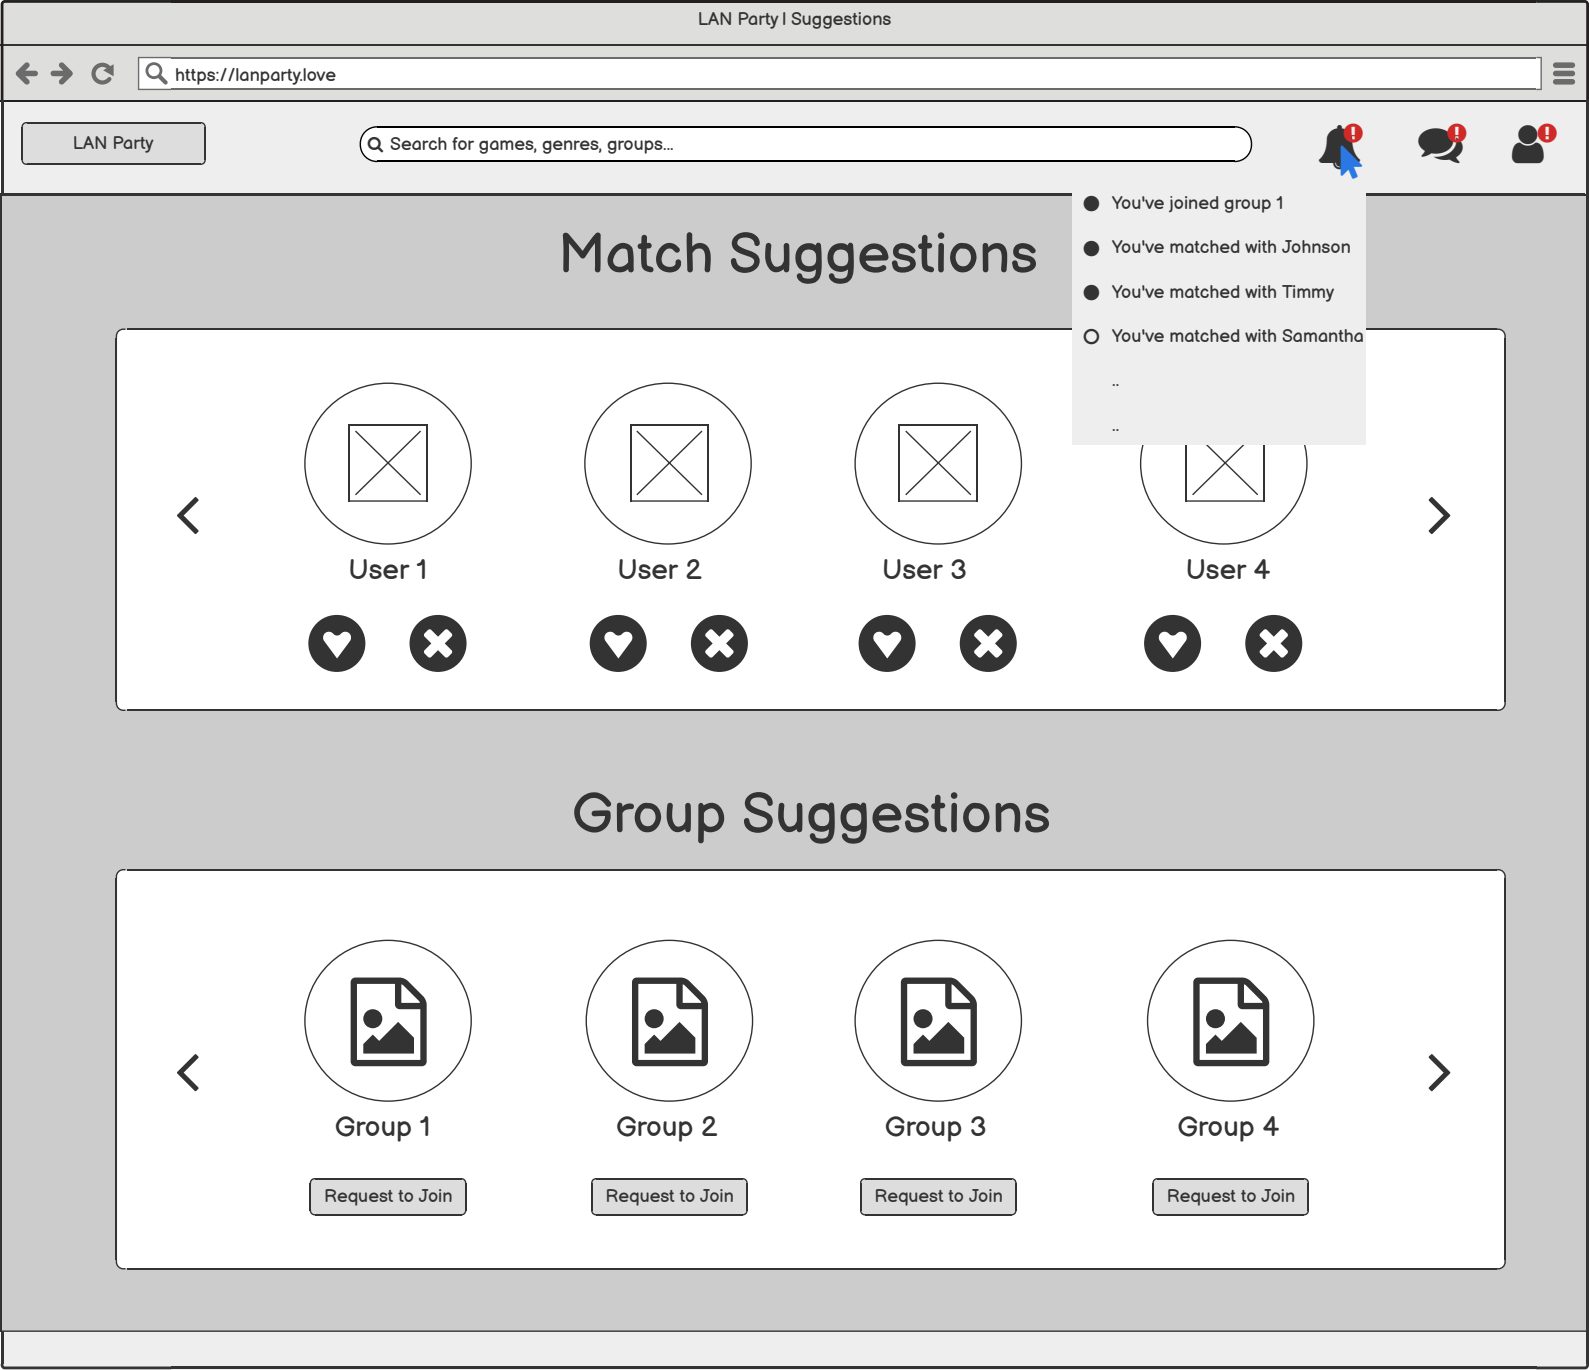 LAN Party | Suggestions
https://lanparty.love
LAN Party
Search for games, genres, groups...
You've joined group 1
You've matched with Johnson
You've matched with Timmy
You've matched with Samantha
..
..
Match Suggestions
User 1
User 2
User 3
User 4
Group Suggestions
Group 1
Group 2
Group 3
Group 4
Request to Join
Request to Join
Request to Join
Request to Join